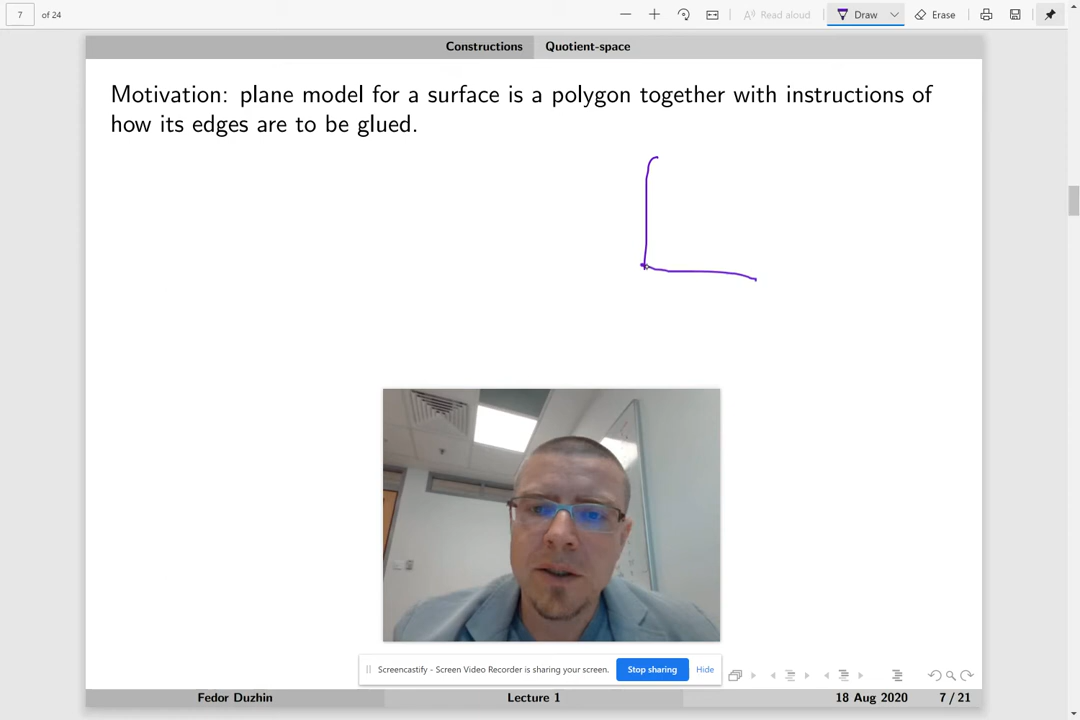 7 of 24
Read aloud
Draw
Erase
Constructions Quotient-space
Motivation: plane model for a surface is a polygon together with instructions of
how its edges are to be glued.
Screencastify - Screen Video Recorder is sharing your screen. Stop sharing Hide
Fedor Duzhin Lecture 1 18 Aug 2020 7 / 21